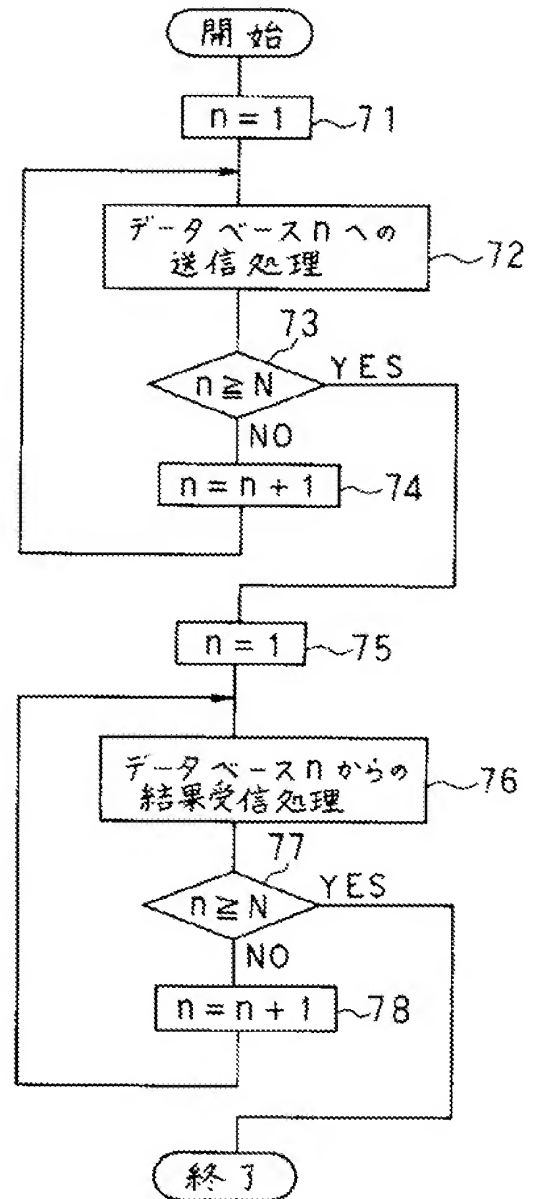 開始
n = 1
71
データベースnへの
送信処理
72
73
n ≧ N
YES
NO
n = n + 1
74
n = 1
75
データベースnからの
結果受信処理
76
77
n ≧ N
YES
NO
n = n + 1
78
終了